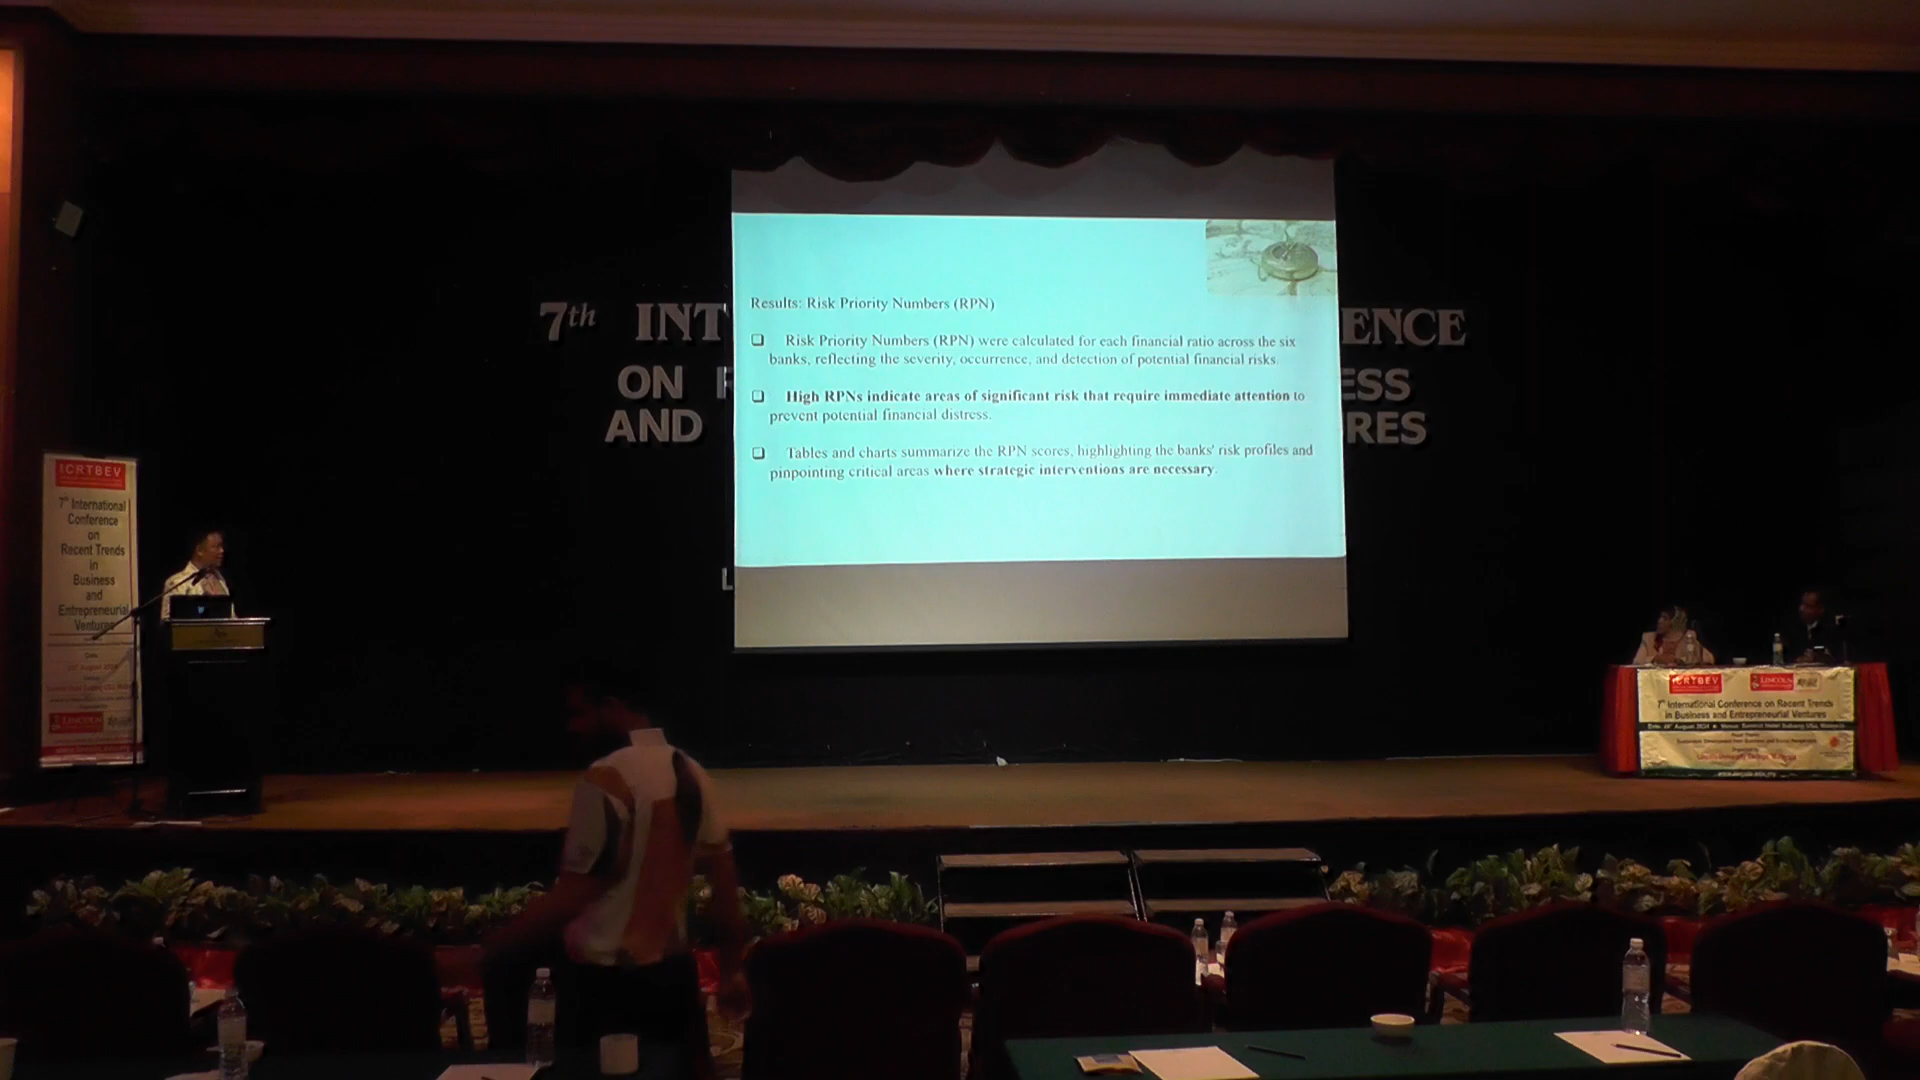 7th INT
ENCE
ON
ESS
AND
RES
L
Results: Risk Priority Numbers (RPN)
❑ Risk Priority Numbers (RPN) were calculated for each financial ratio across the six
banks, reflecting the severity, occurrence, and detection of potential financial risks.
❑ High RPNs indicate areas of significant risk that require immediate attention to
prevent potential financial distress.
❑ Tables and charts summarize the RPN scores, highlighting the banks' risk profiles and
pinpointing critical areas where strategic interventions are necessary.
ICRTBEV
7th International
Conference
on
Recent Trends
in
Business
and
Entrepreneurial
Ventures
LINCOLN
ICRTBEV
LINCOLN
7th International Conference on Recent Trends
in Business and Entrepreneurial Ventures